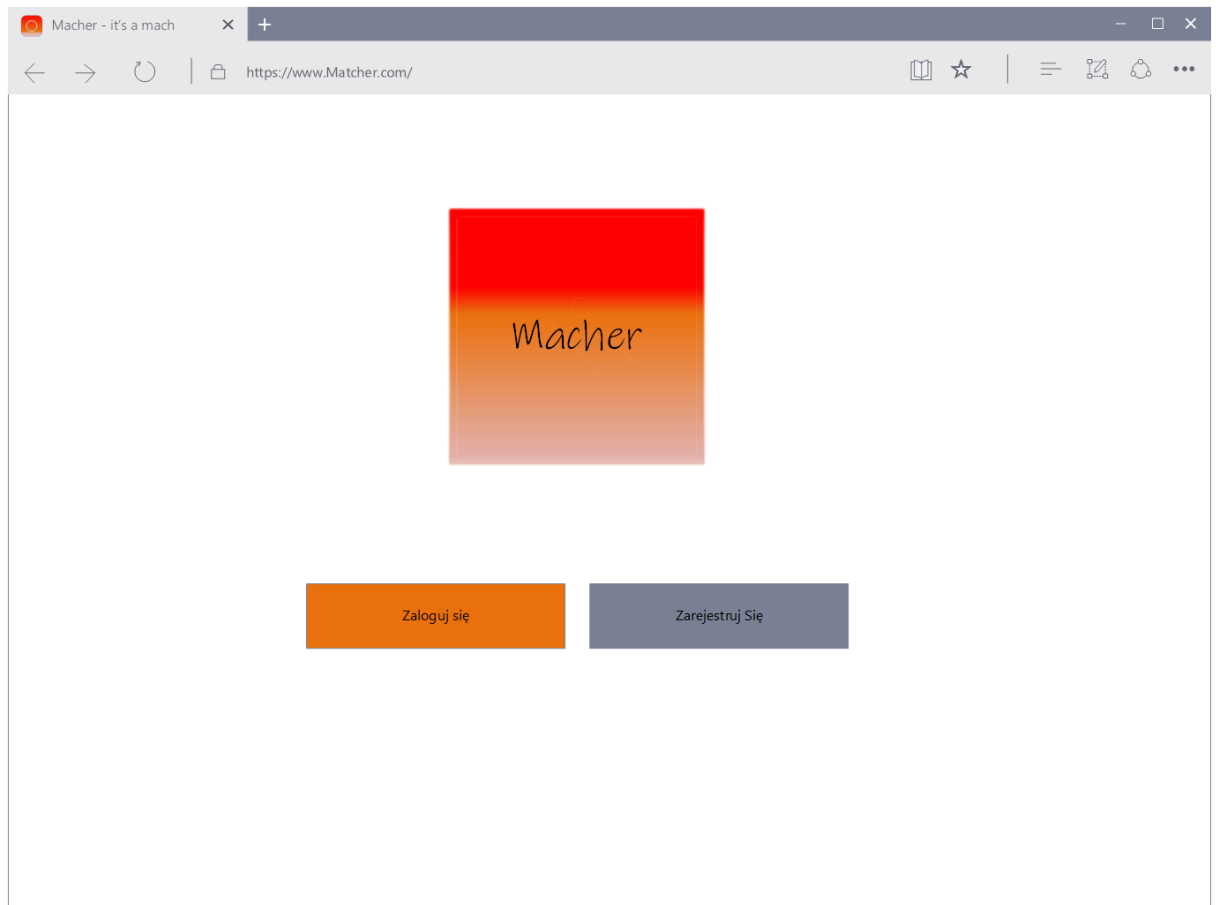 Macher - it's a mach
https://www.Matcher.com/
Macher
Zaloguj się
Zarejestruj Się